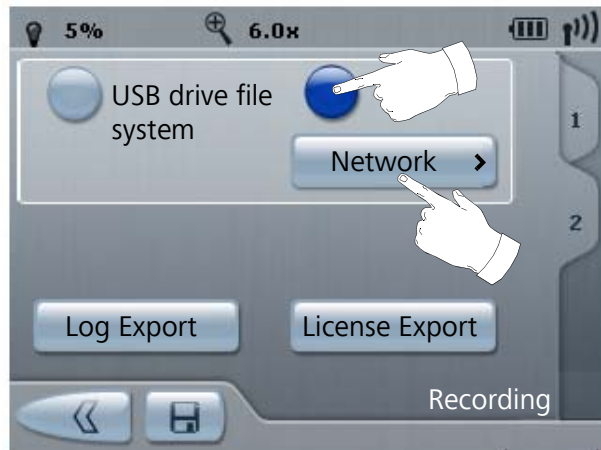 5% 6.0x
USB drive file
system
Network
1
2
Log Export License Export
Recording